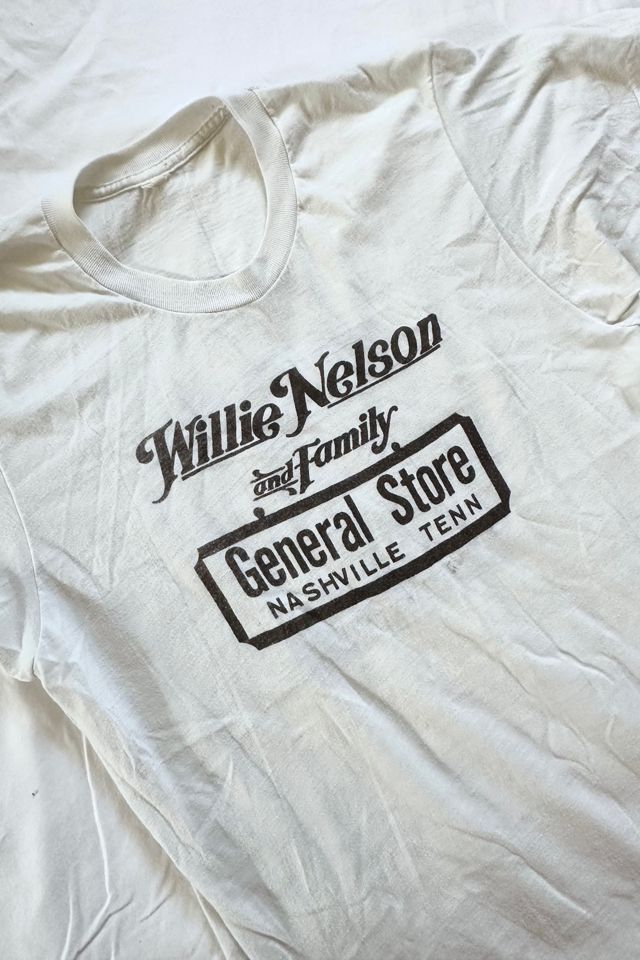 Willie Nelson
and Family
General Store
NASHVILLE TENN